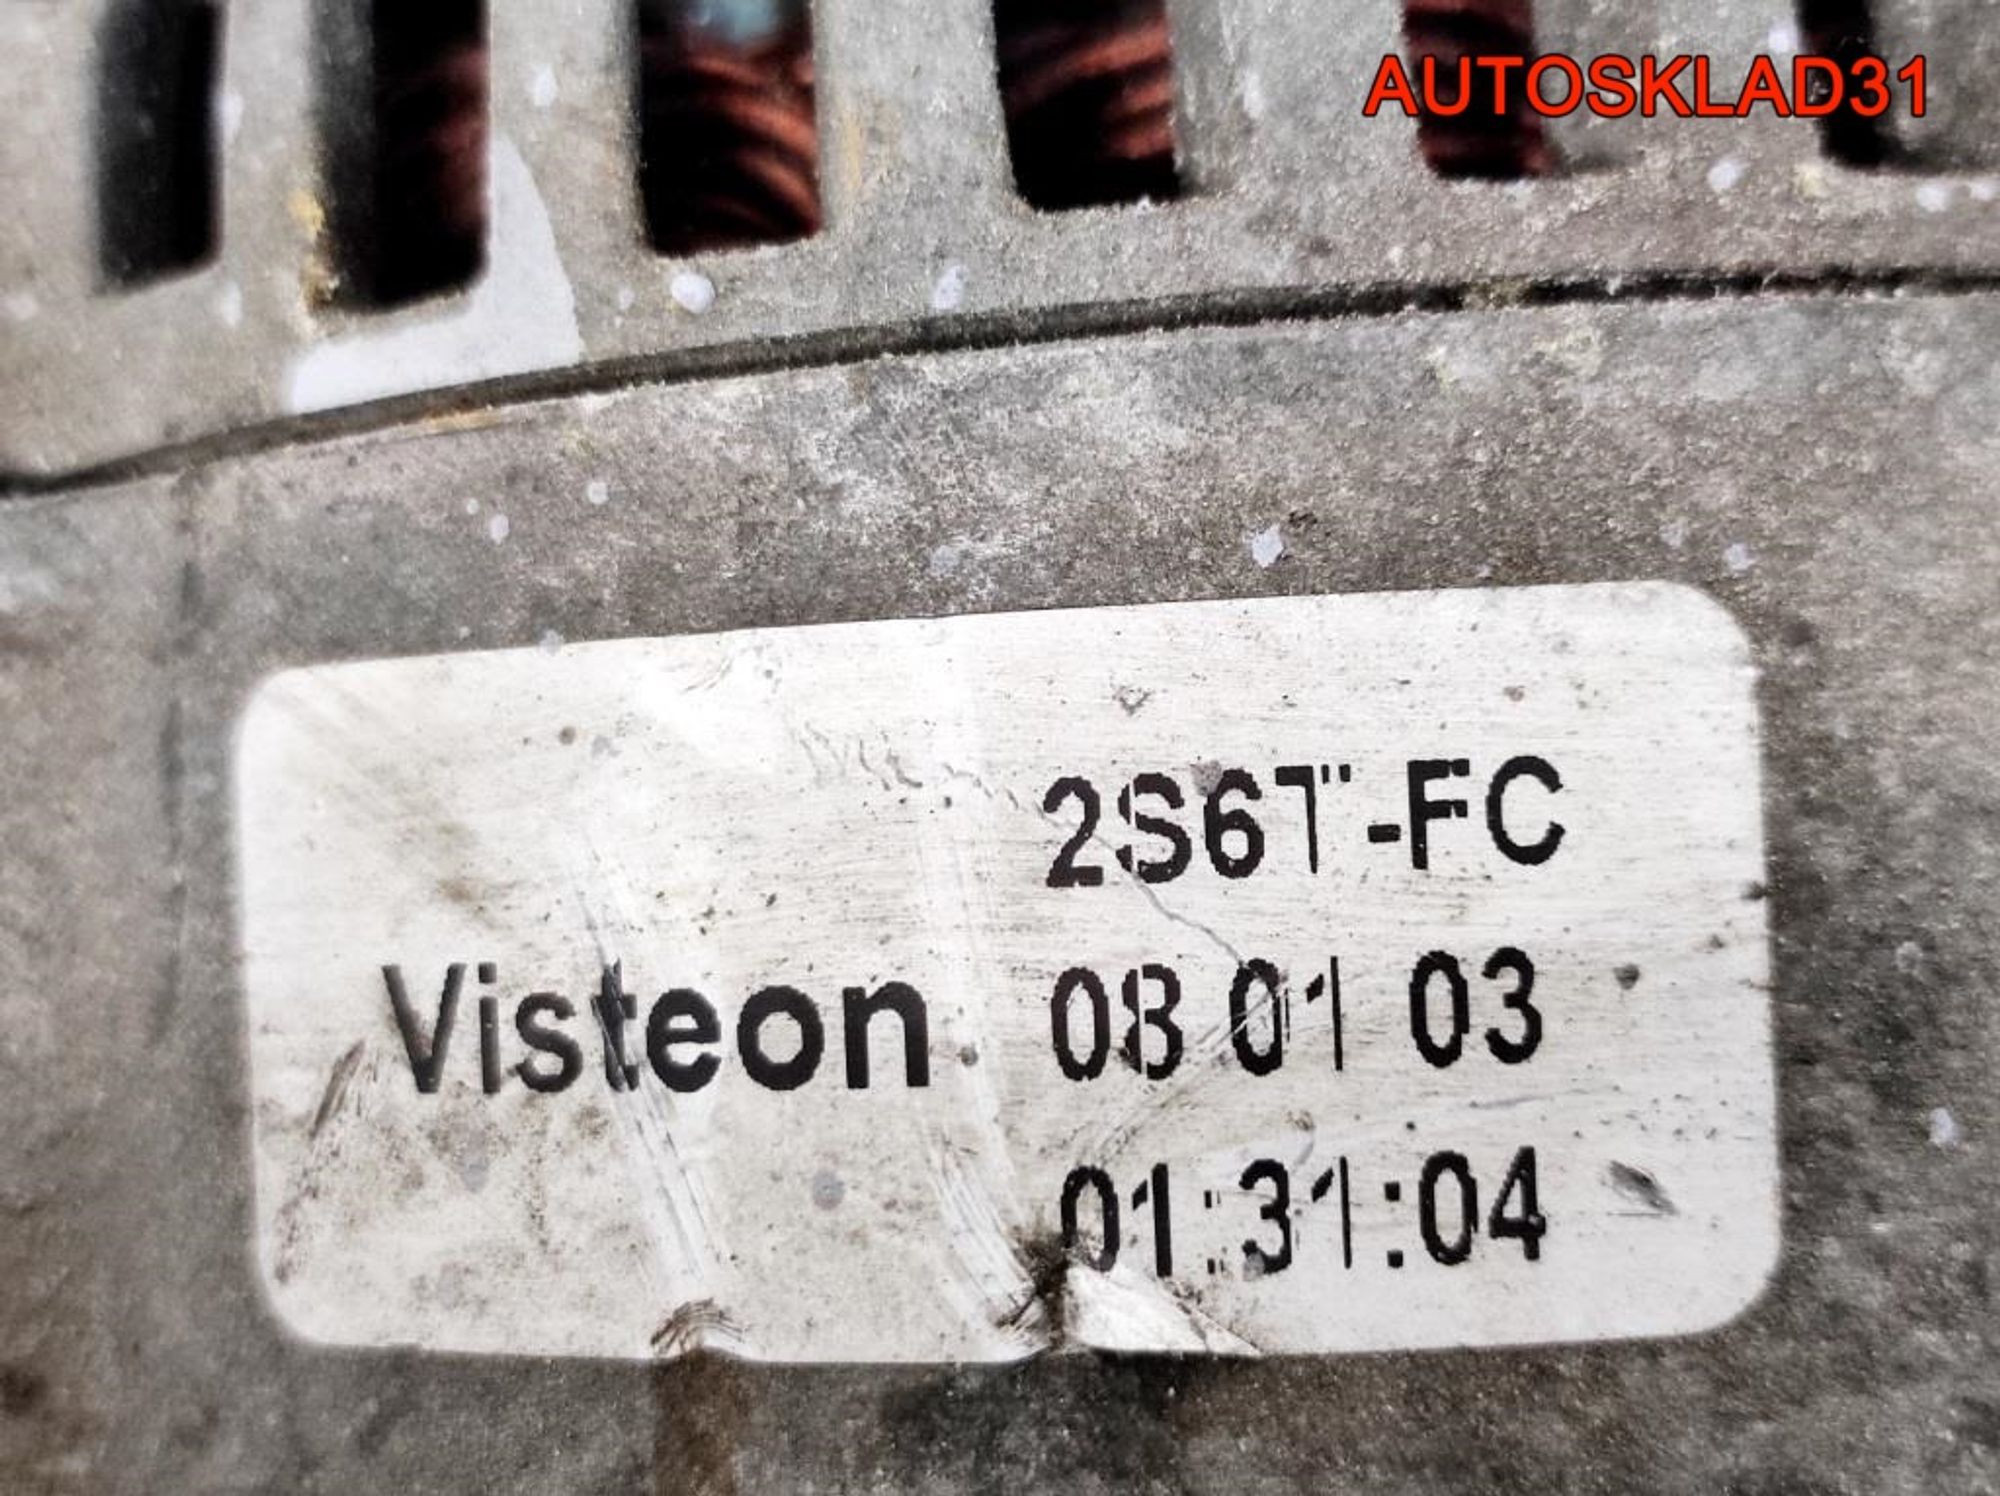 AUTOSKLAD31
2S6T-FC
Visteon 08 01 03
01:31:04